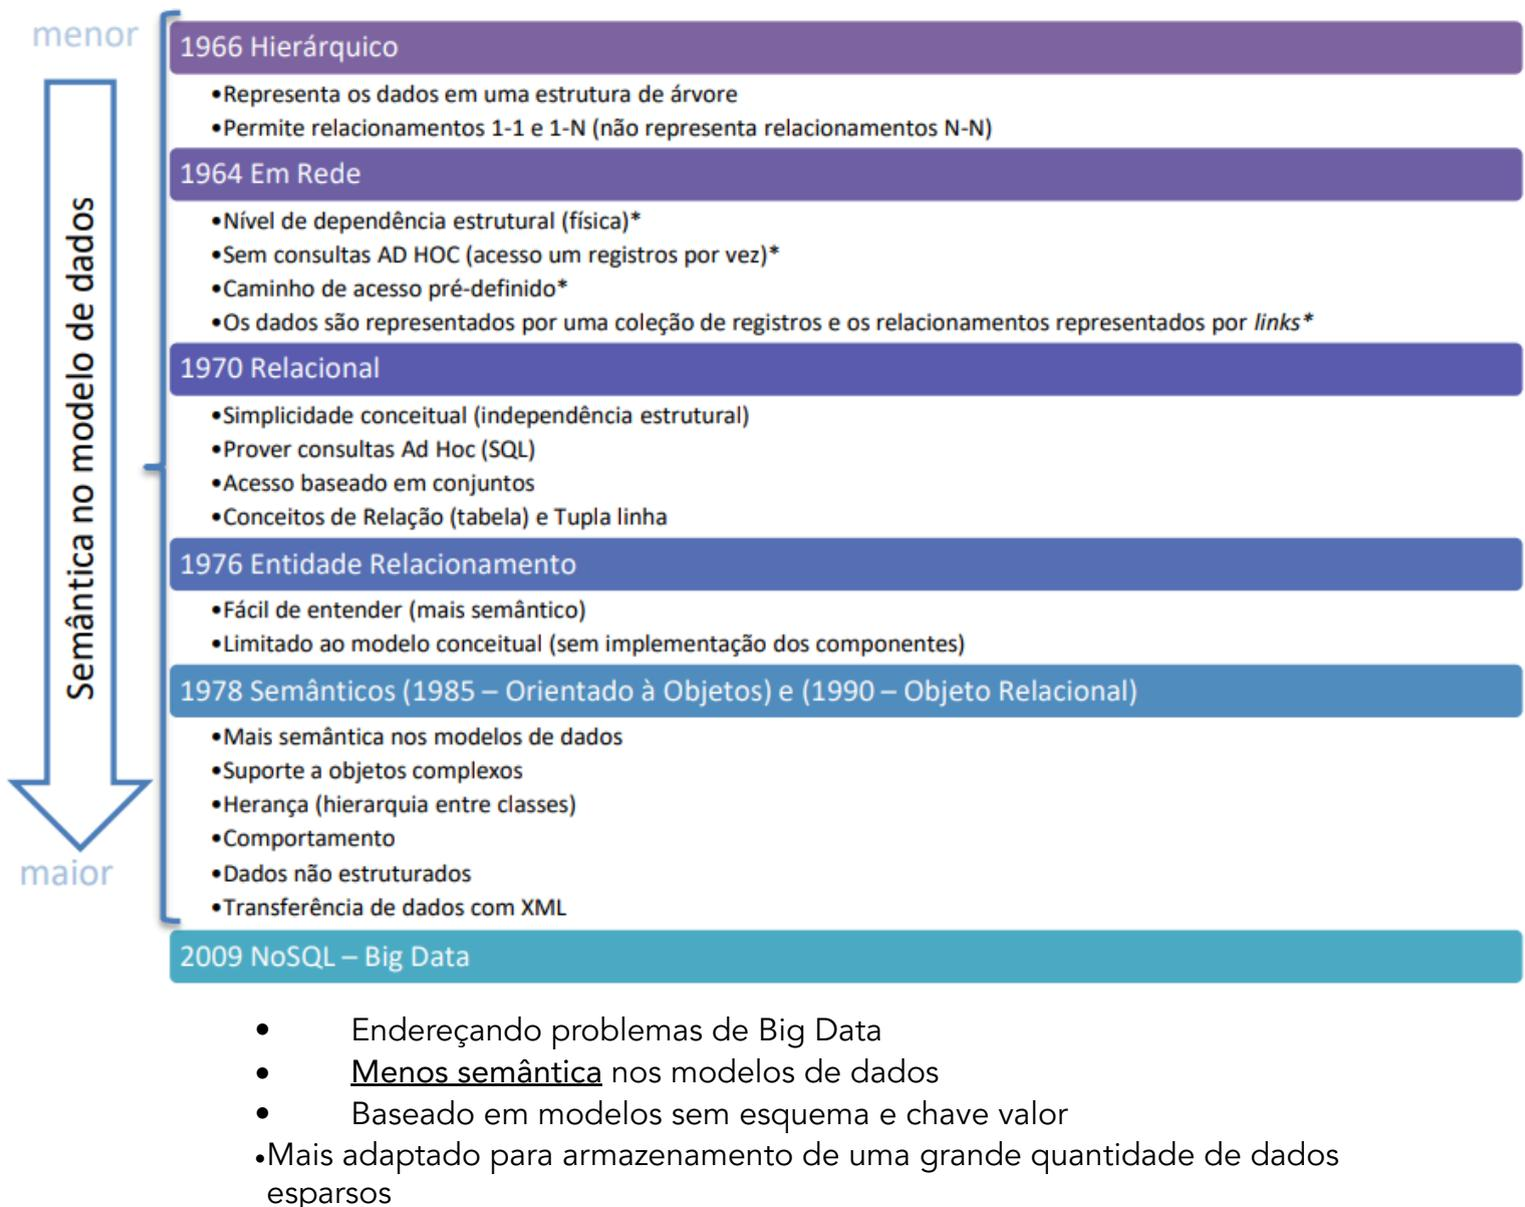 menor
Semântica no modelo de dados
maior
1966 Hierárquico
•Representa os dados em uma estrutura de árvore
•Permite relacionamentos 1-1 e 1-N (não representa relacionamentos N-N)
1964 Em Rede
•Nível de dependência estrutural (física)*
•Sem consultas AD HOC (acesso um registros por vez)*
•Caminho de acesso pré-definido*
•Os dados são representados por uma coleção de registros e os relacionamentos representados por links*
1970 Relacional
•Simplicidade conceitual (independência estrutural)
•Prover consultas Ad Hoc (SQL)
•Acesso baseado em conjuntos
•Conceitos de Relação (tabela) e Tupla linha
1976 Entidade Relacionamento
•Fácil de entender (mais semântico)
•Limitado ao modelo conceitual (sem implementação dos componentes)
1978 Semânticos (1985 – Orientado à Objetos) e (1990 – Objeto Relacional)
•Mais semântica nos modelos de dados
•Suporte a objetos complexos
•Herança (hierarquia entre classes)
•Comportamento
•Dados não estruturados
•Transferência de dados com XML
2009 NoSQL – Big Data
• Endereçando problemas de Big Data
• Menos semântica nos modelos de dados
• Baseado em modelos sem esquema e chave valor
•Mais adaptado para armazenamento de uma grande quantidade de dados
esparsos